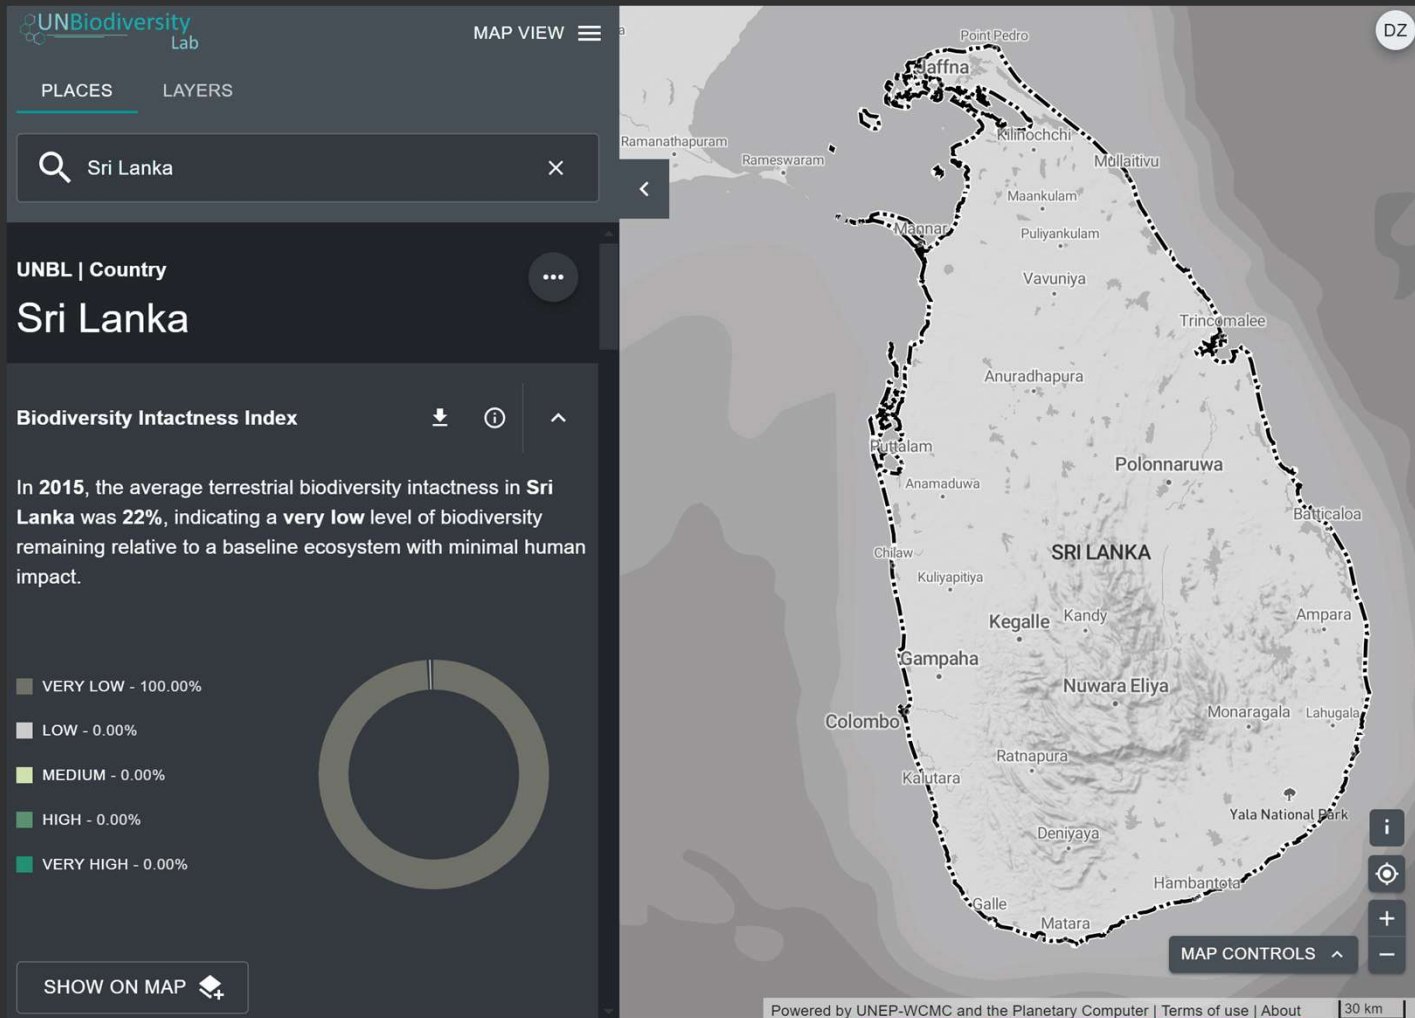 UNBiodiversity
Lab
MAP VIEW
PLACES
LAYERS
Sri Lanka
UNBL | Country
Sri Lanka
Biodiversity Intactness Index
In 2015, the average terrestrial biodiversity intactness in Sri
Lanka was 22%, indicating a very low level of biodiversity
remaining relative to a baseline ecosystem with minimal human
impact.
VERY LOW - 100.00%
LOW - 0.00%
MEDIUM - 0.00%
HIGH - 0.00%
VERY HIGH - 0.00%
SHOW ON MAP
DZ
Point Pedro
Jaffna
Kilinochchi
Ramanathapuram
Rameswaram
Mullaitivu
Maankulam
Mannar
Puliyankulam
Vavuniya
Trincomalee
Anuradhapura
Puttalam
Polonnaruwa
Anamaduwa
Batticaloa
Chilaw
SRI LANKA
Kuliyapitiya
Kegalle
Kandy
Ampara
Gampaha
Nuwara Eliya
Colombo
Monaragala
Lahugala
Ratnapura
Kalutara
Yala National Park
Deniyaya
Hambantota
Galle
Matara
MAP CONTROLS
Powered by UNEP-WCMC and the Planetary Computer | Terms of use | About
30 km